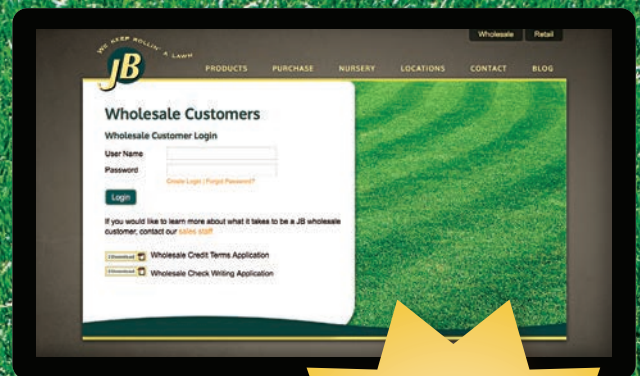 Wholesale Retail
WE KEEP ROLLIN' A LAWN
JB
PRODUCTS PURCHASE NURSERY LOCATIONS CONTACT BLOG
Wholesale Customers
Wholesale Customer Login
User Name
Password
Create Login | Forgot Password?
Login
If you would like to learn more about what it takes to be a JB wholesale
customer, contact our sales staff
Download Wholesale Credit Terms Application
Download Wholesale Check Writing Application